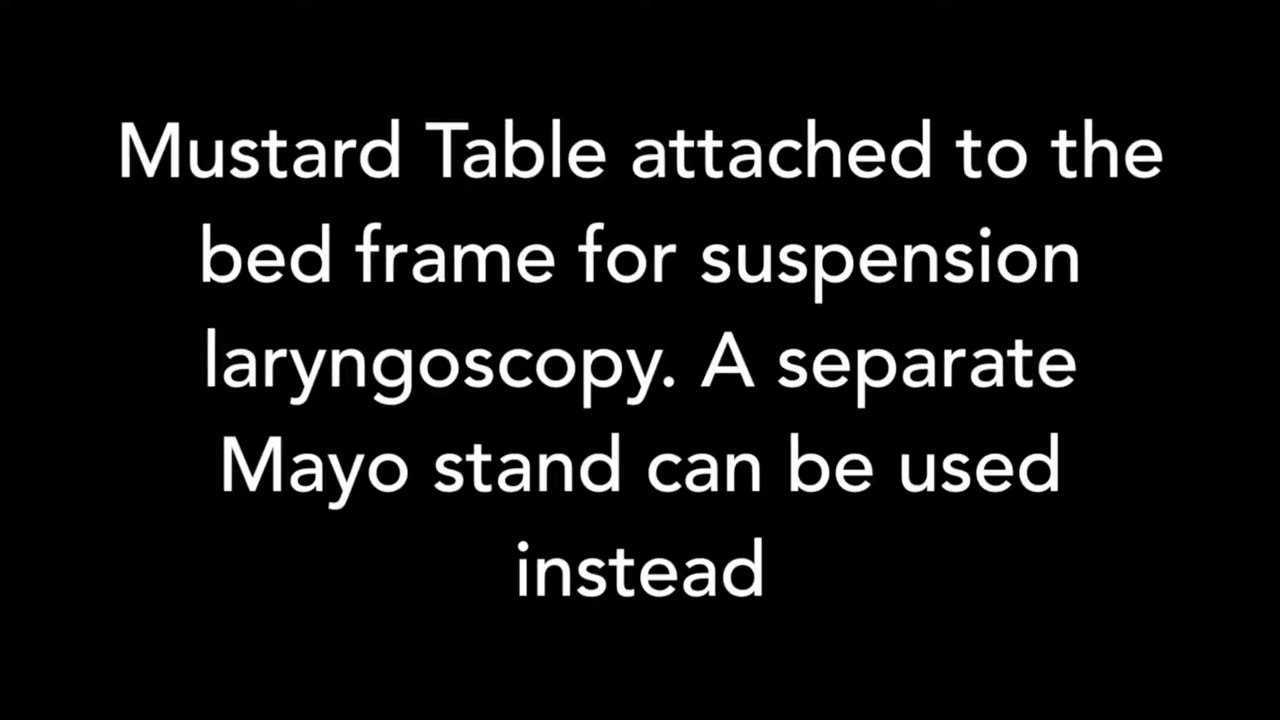 Mustard Table attached to the
bed frame for suspension
laryngoscopy. A separate
Mayo stand can be used
instead